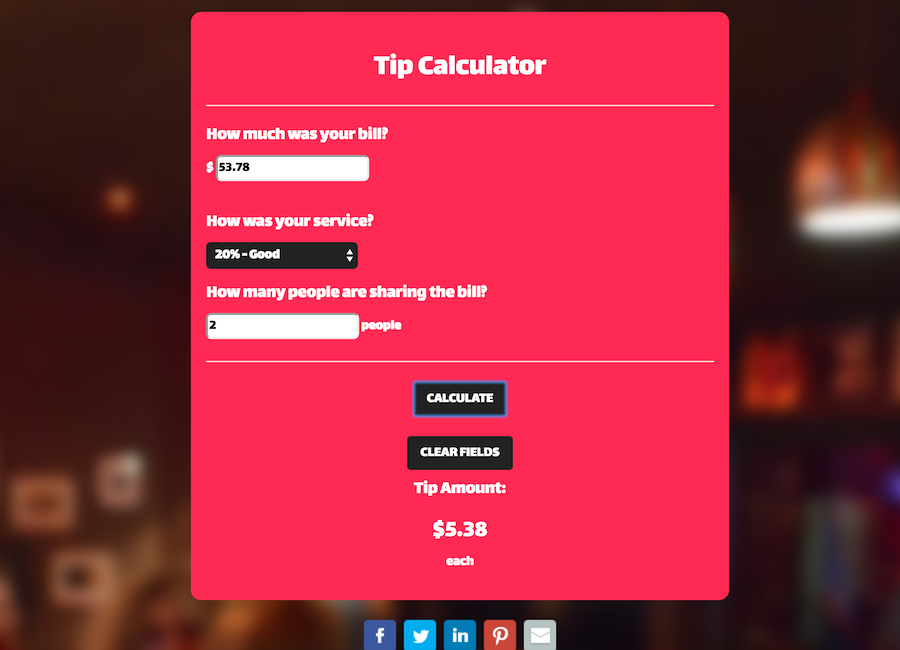 Tip Calculator
How much was your bill?
$ 53.78
How was your service?
20% - Good
How many people are sharing the bill?
2 people
CALCULATE
CLEAR FIELDS
Tip Amount:
$5.38
each